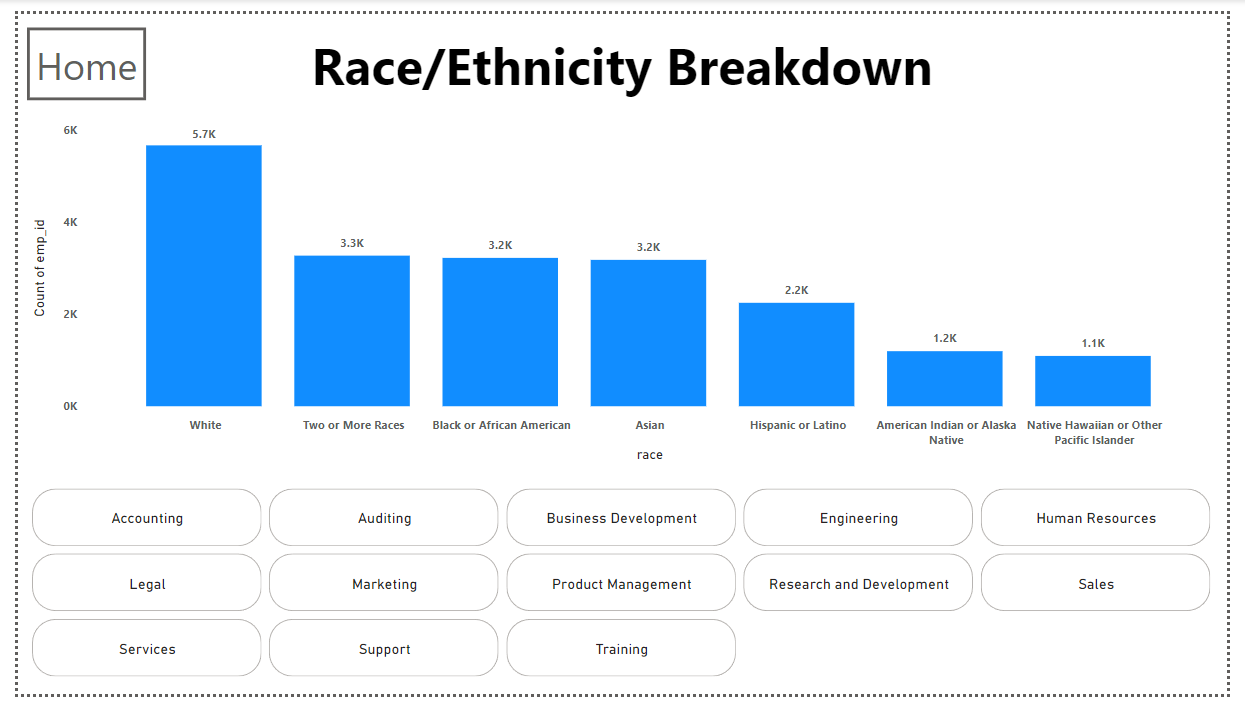 Home
Race/Ethnicity Breakdown
6K
4K
2K
0K
Count of emp_id
5.7K
3.3K
3.2K
3.2K
2.2K
1.2K
1.1K
White
Two or More Races
Black or African American
Asian
Hispanic or Latino
American Indian or Alaska
Native
Native Hawaiian or Other
Pacific Islander
race
Accounting
Auditing
Business Development
Engineering
Human Resources
Legal
Marketing
Product Management
Research and Development
Sales
Services
Support
Training